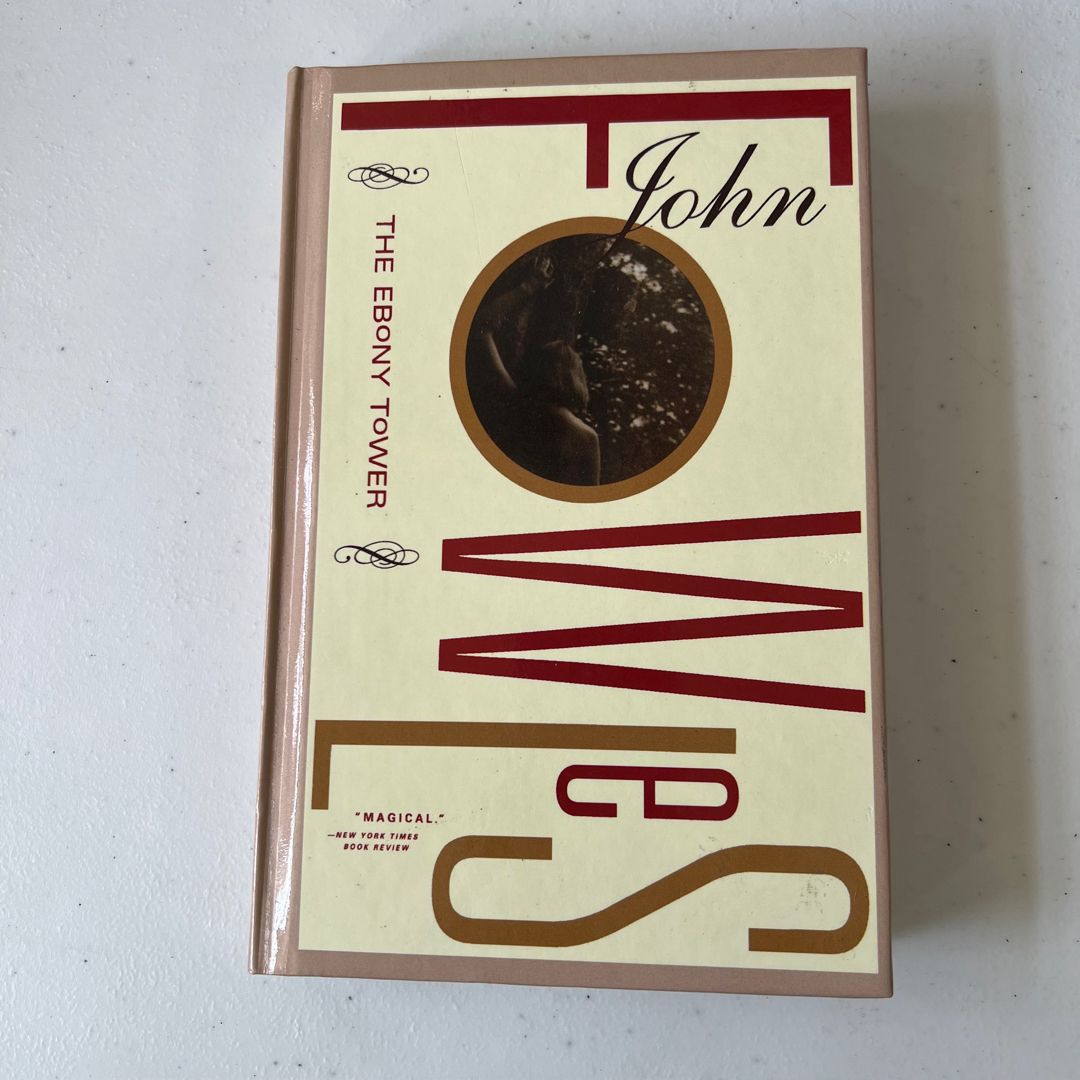 John
FOWleS
THE EBONY TOWER
"MAGICAL."
—NEW YORK TIMES
BOOK REVIEW